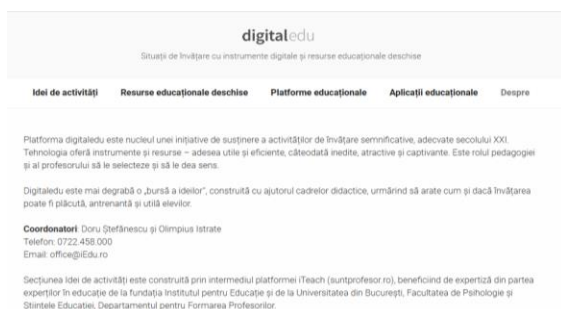 digitaledu
Situații de învățare cu instrumente digitale și resurse educaționale deschise
Idei de activități Resurse educaționale deschise Platforme educaționale Aplicații educaționale Despre
Platforma digitaledu este nucleul unei inițiative de susținere a activităților de învățare semnificative, adecvate secolului XXI.
Tehnologia oferă instrumente și resurse – adesea utile și eficiente, câteodată inedite, atractive și captivante. Este rolul pedagogiei
și al profesorului să le selecteze și să le dea sens.
Digitaledu este mai degrabă o „bursă a ideilor”, construită cu ajutorul cadrelor didactice, urmărind să arate cum și dacă învățarea
poate fi plăcută, antrenantă și utilă elevilor.
Coordonatori: Doru Ștefănescu și Olimpius Istrate
Telefon: 0722.458.000
Email: office@iEdu.ro
Secțiunea Idei de activități este construită prin intermediul platformei iTeach (suntprofesor.ro), beneficiind de expertiză din partea
experților în educație de la fundația Institutul pentru Educație și de la Universitatea din București, Facultatea de Psihologie și
Științele Educației, Departamentul pentru Formarea Profesorilor.